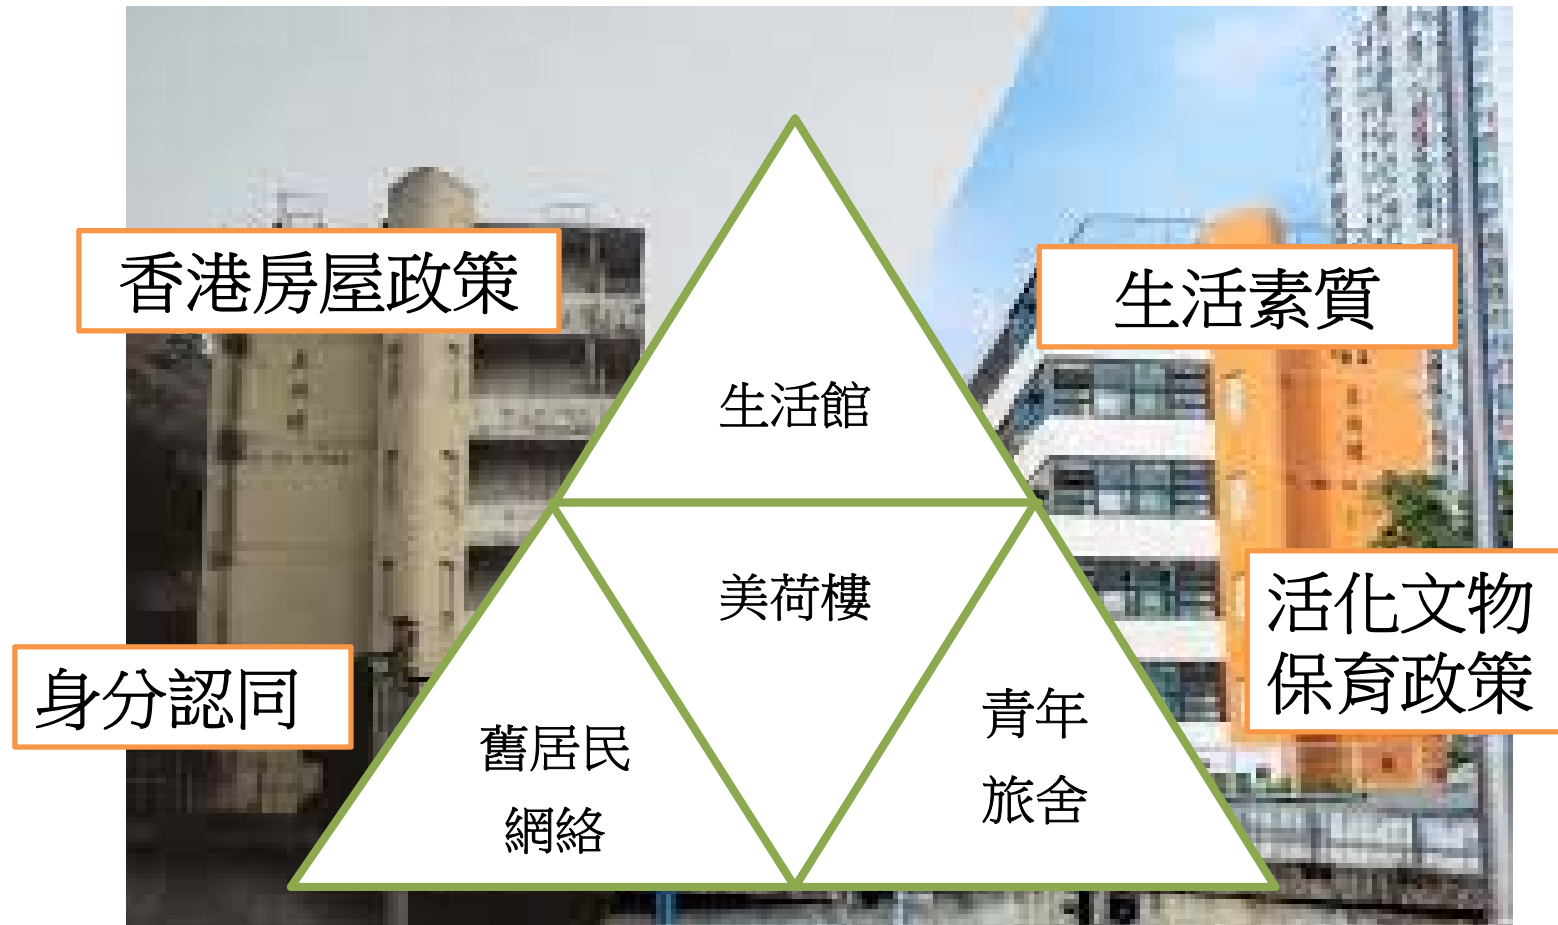 香港房屋政策
生活素質
生活館
美荷樓
活化文物
保育政策
身分認同
舊居民
網絡
青年
旅舍